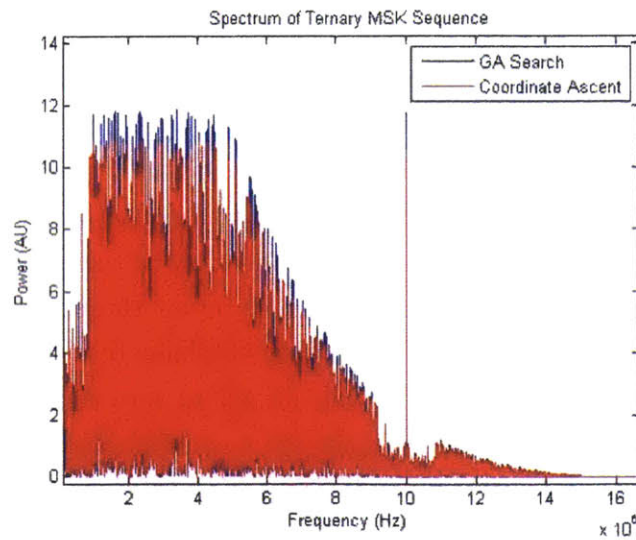 Spectrum of Ternary MSK Sequence
14
12
10
8
6
4
2
0
Power (AU)
GA Search
Coordinate Ascent
2 4 6 8 10 12 14 16
Frequency (Hz)
x 10